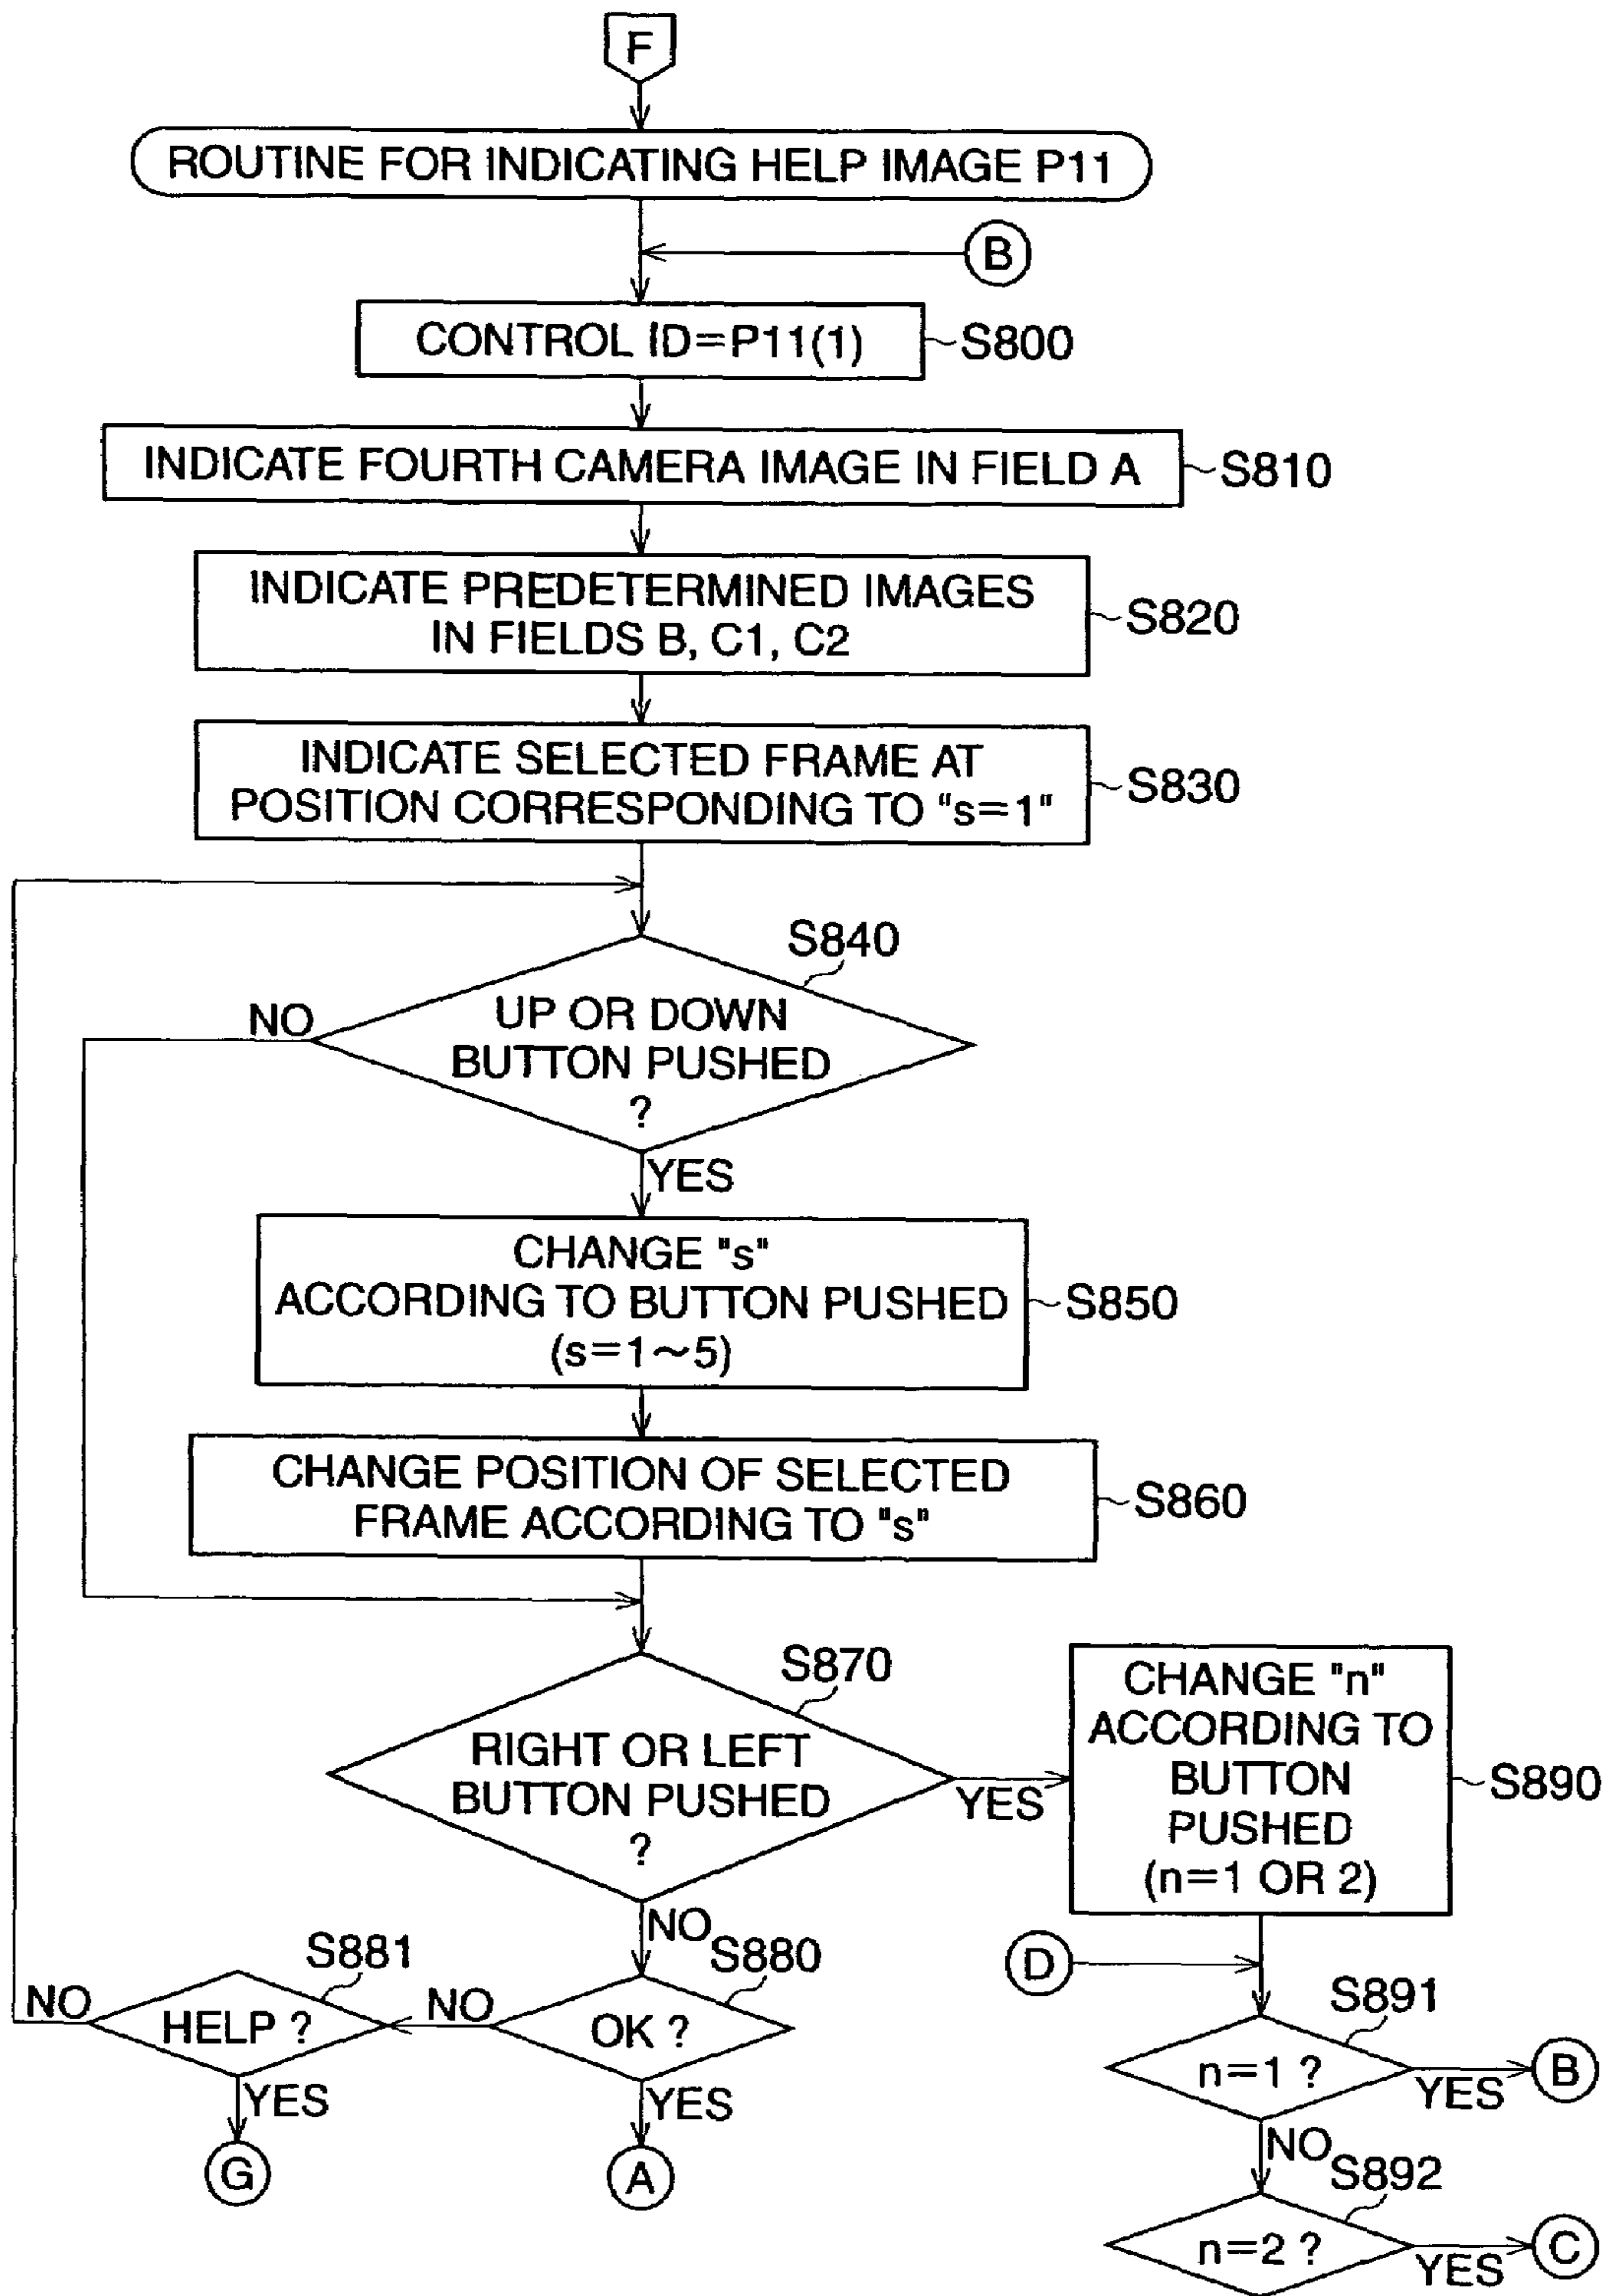 F
ROUTINE FOR INDICATING HELP IMAGE P11
B
CONTROL ID=P11(1)
S800
INDICATE FOURTH CAMERA IMAGE IN FIELD A
S810
INDICATE PREDETERMINED IMAGES
IN FIELDS B, C1, C2
S820
INDICATE SELECTED FRAME AT
POSITION CORRESPONDING TO "s=1"
S830
S840
NO
UP OR DOWN
BUTTON PUSHED
?
YES
CHANGE "s"
ACCORDING TO BUTTON PUSHED
(s=1～5)
S850
CHANGE POSITION OF SELECTED
FRAME ACCORDING TO "s"
S860
S870
RIGHT OR LEFT
BUTTON PUSHED
?
YES
CHANGE "n"
ACCORDING TO
BUTTON
PUSHED
(n=1 OR 2)
S890
NO
S880
OK ?
NO
S881
HELP ?
NO
YES
G
YES
A
D
S891
n=1 ?
YES
B
NO
S892
n=2 ?
YES
C